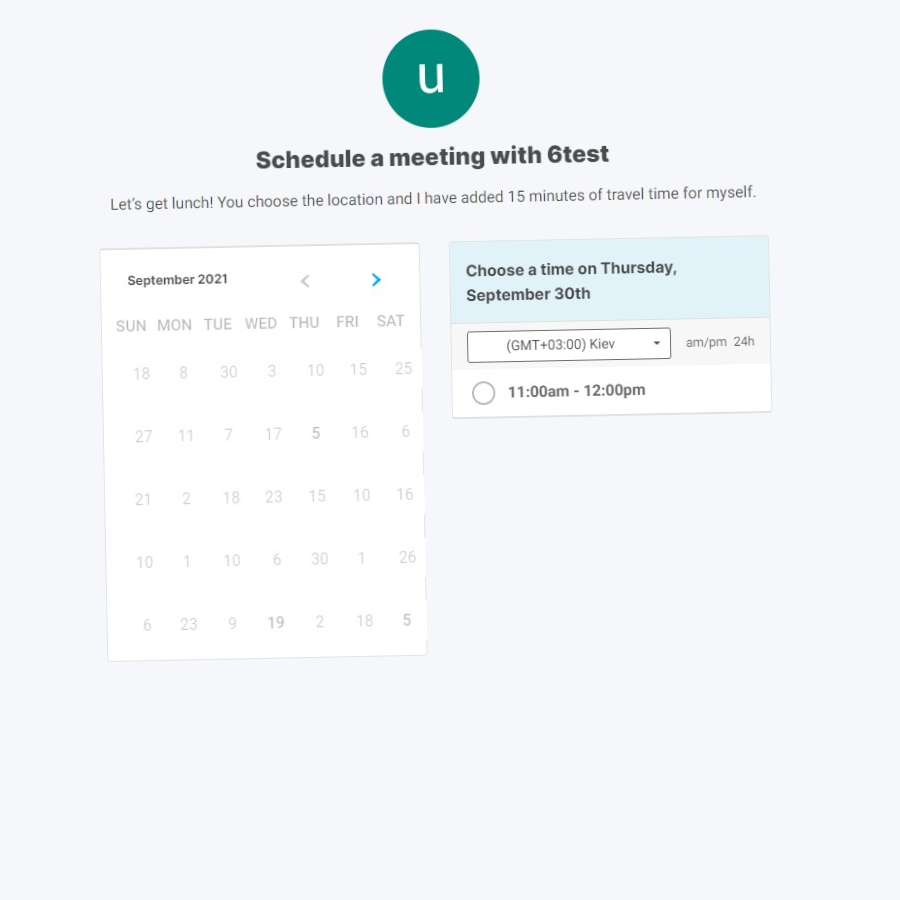 u
Schedule a meeting with 6test
Let's get lunch! You choose the location and I have added 15 minutes of travel time for myself.
September 2021
SUN MON TUE WED THU FRI SAT
18 8 30 3 10 15 25
27 11 7 17 5 16 6
21 2 18 23 15 10 16
10 1 10 6 30 1 26
6 23 9 19 2 18 5
Choose a time on Thursday,
September 30th
(GMT+03:00) Kiev
am/pm 24h
11:00am - 12:00pm